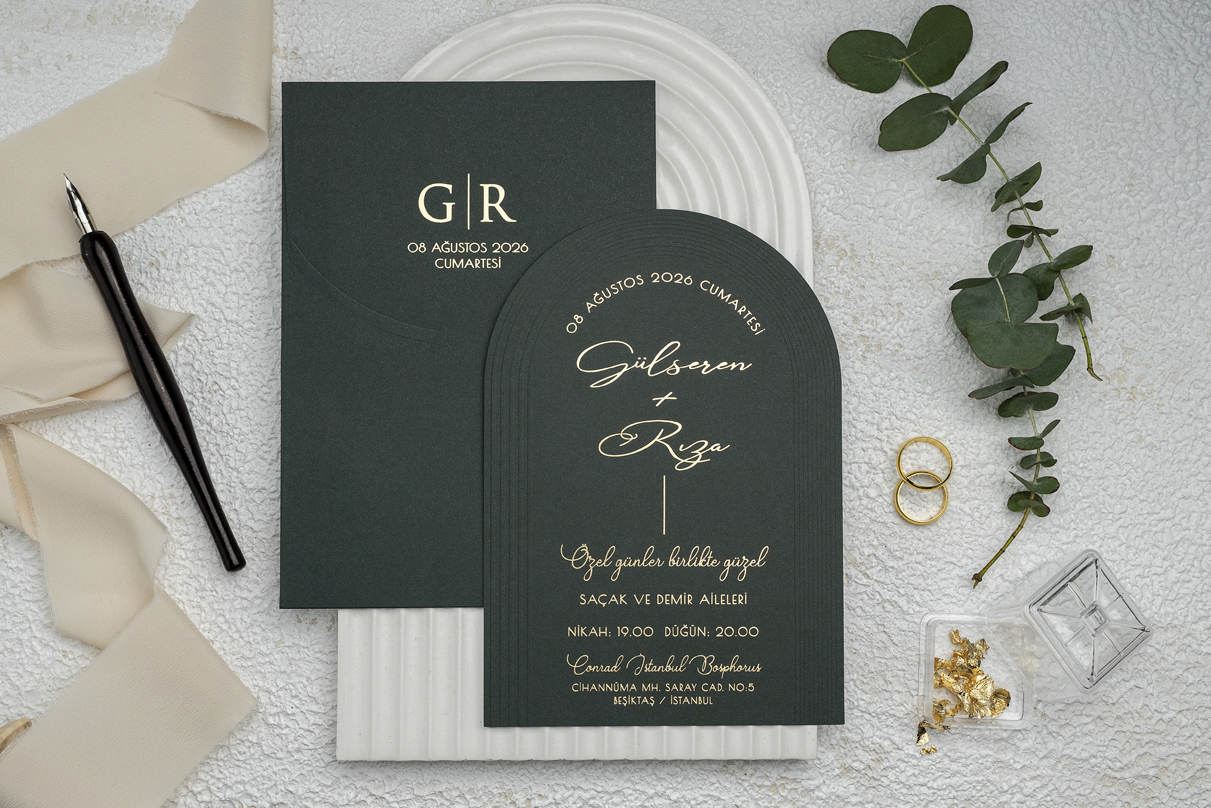 G|R
08 AĞUSTOS 2026
CUMARTESİ
08 AĞUSTOS 2026 CUMARTESİ
Gülseren
+
Rıza
Özel günler birlikte güzel
SAÇAK VE DEMİR AİLELERİ
NİKAH: 19.00 DÜĞÜN: 20.00
Conrad İstanbul Bosphorus
CİHANNÜMA MH. SARAY CAD. NO:5
BEŞİKTAŞ / İSTANBUL